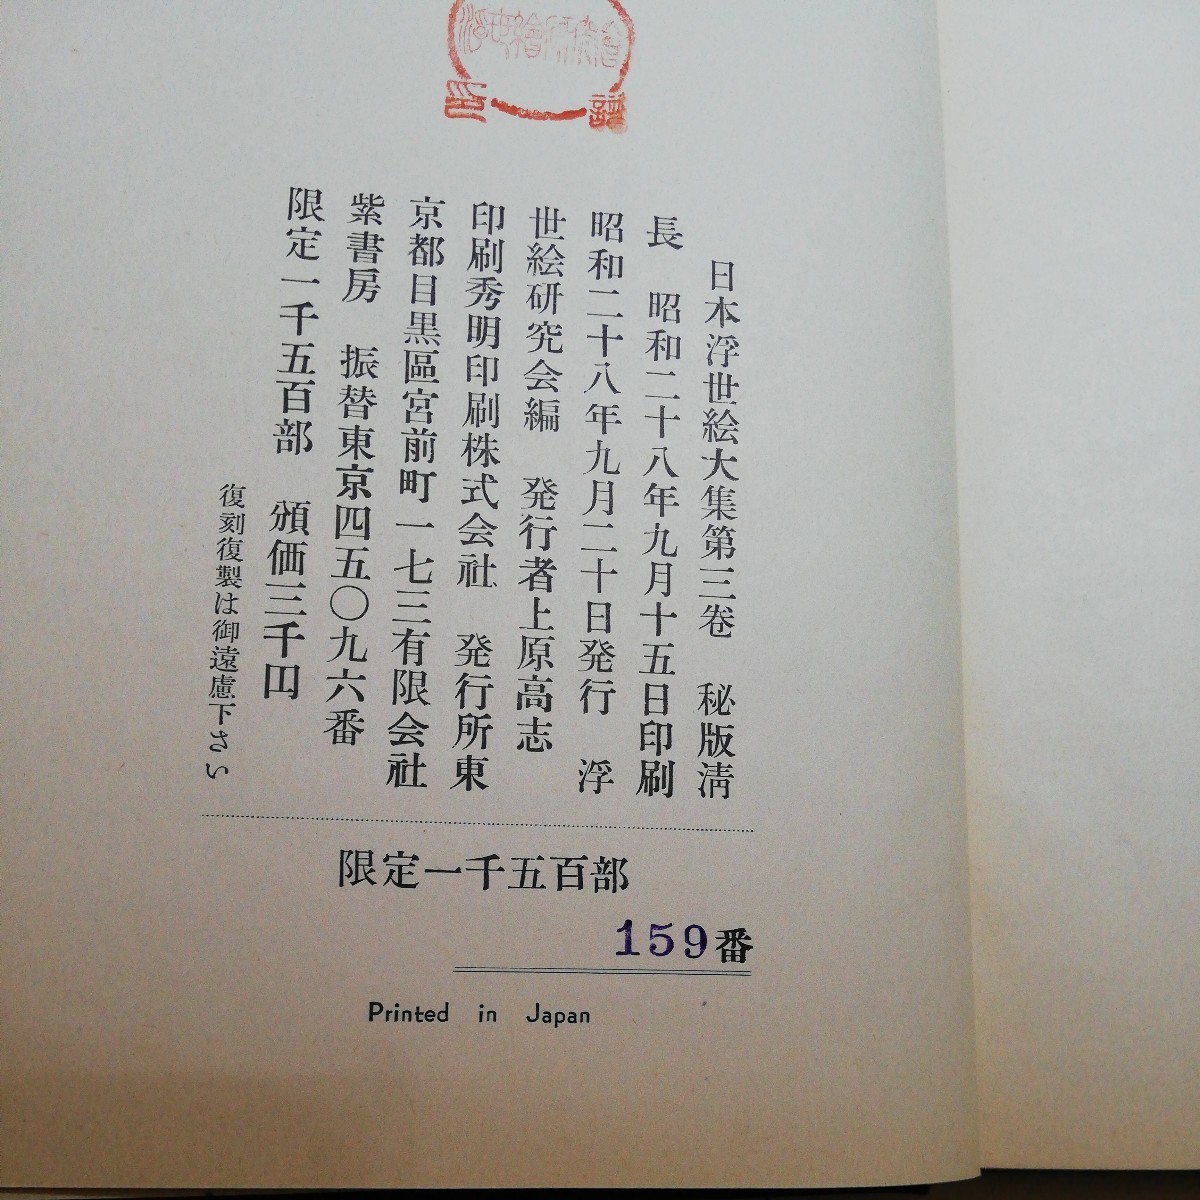 日本浮世絵大集第三巻　秘版淸
長　昭和二十八年九月十五日印刷
昭和二十八年九月二十日発行　浮
世絵研究会編　発行者上原高志
印刷秀明印刷株式会社　発行所東
京都目黒區宮前町一七三有限会社
紫書房　振替東京四五〇九六番
限定一千五百部　頒価三千円
復刻復製は御遠慮下さい
限定一千五百部
159番
Printed in Japan